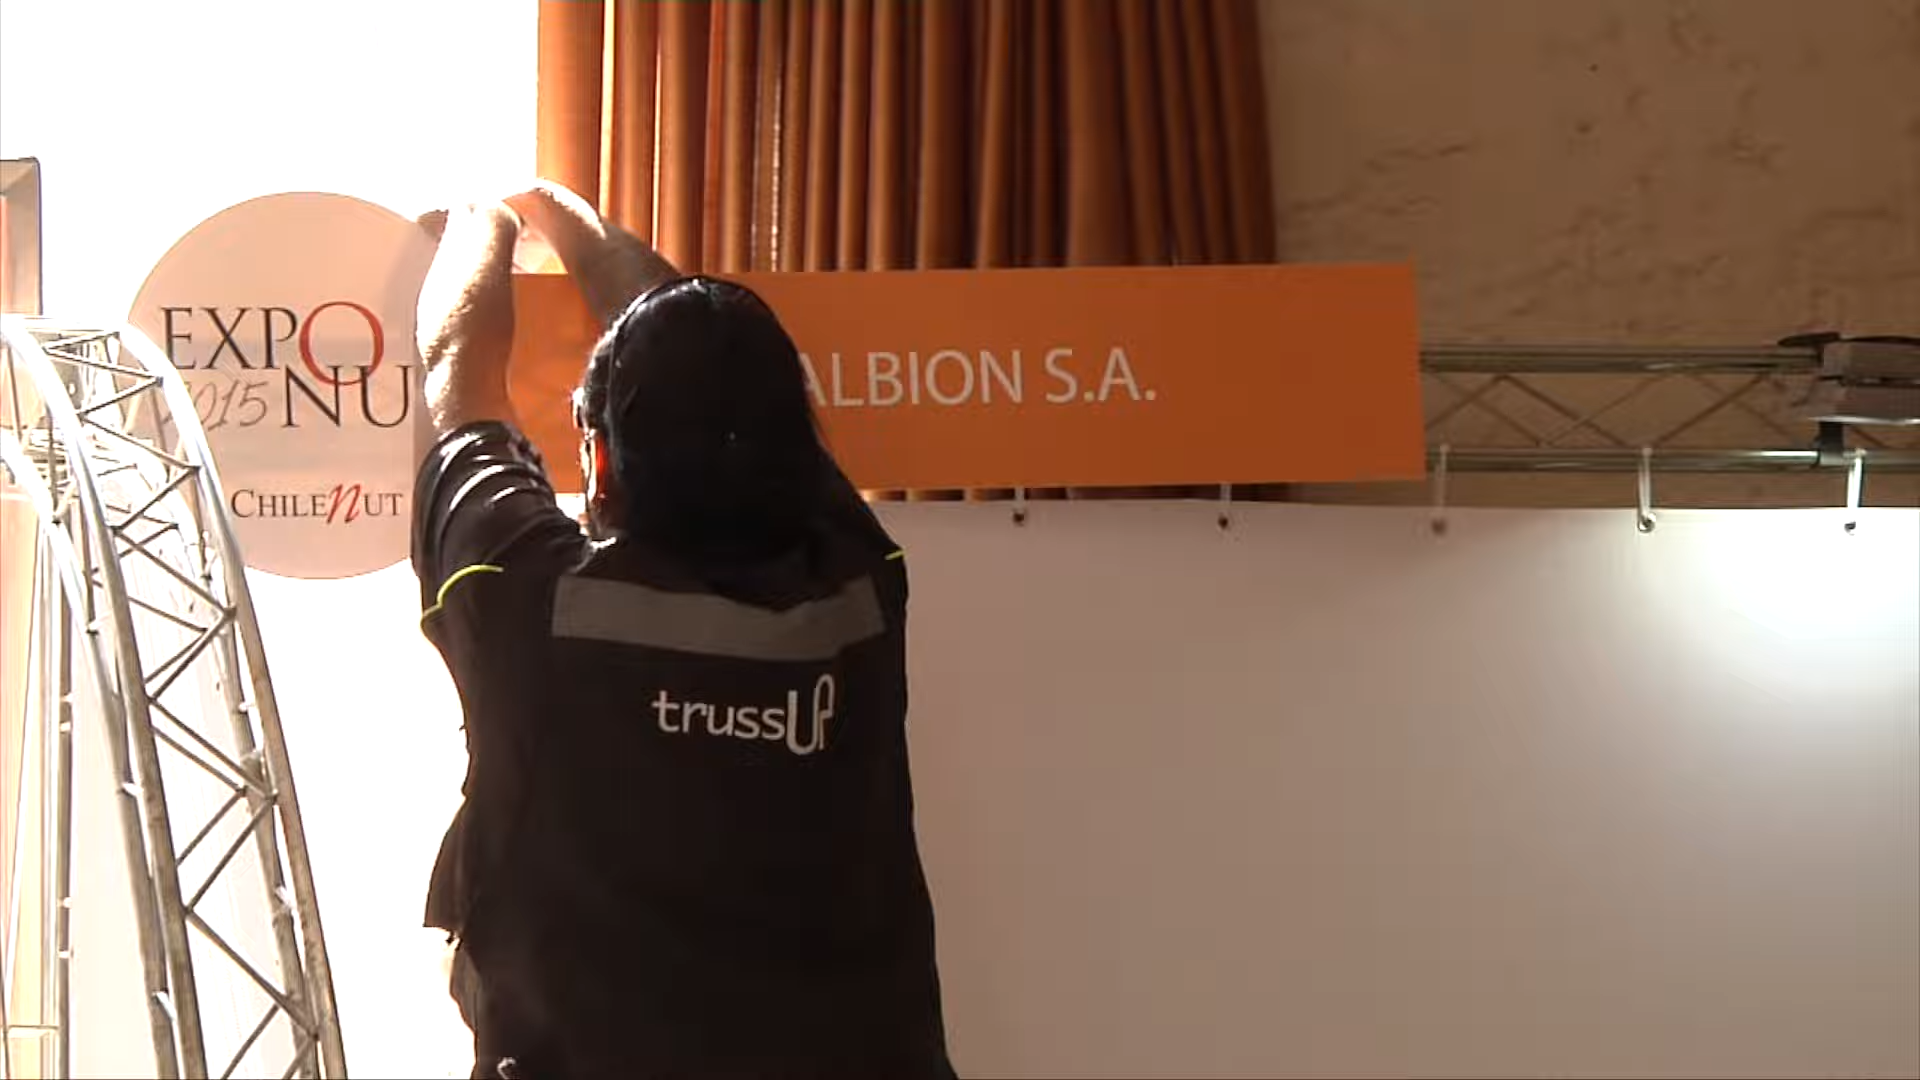 EXPO
2015 NU
CHILENUT
ALBION S.A.
trussUP